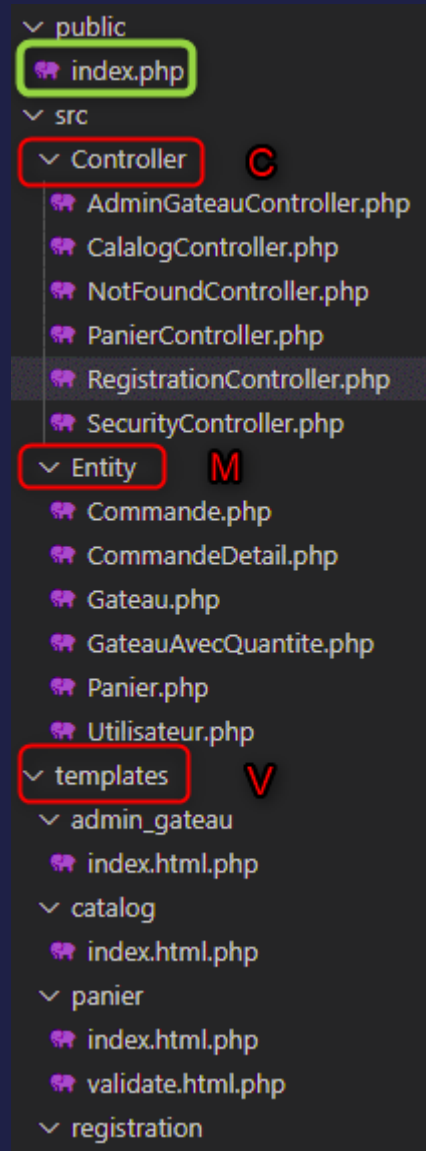 public
index.php
src
Controller C
AdminGateauController.php
CalalogController.php
NotFoundController.php
PanierController.php
RegistrationController.php
SecurityController.php
Entity M
Commande.php
CommandeDetail.php
Gateau.php
GateauAvecQuantite.php
Panier.php
Utilisateur.php
templates V
admin_gateau
index.html.php
catalog
index.html.php
panier
index.html.php
validate.html.php
registration